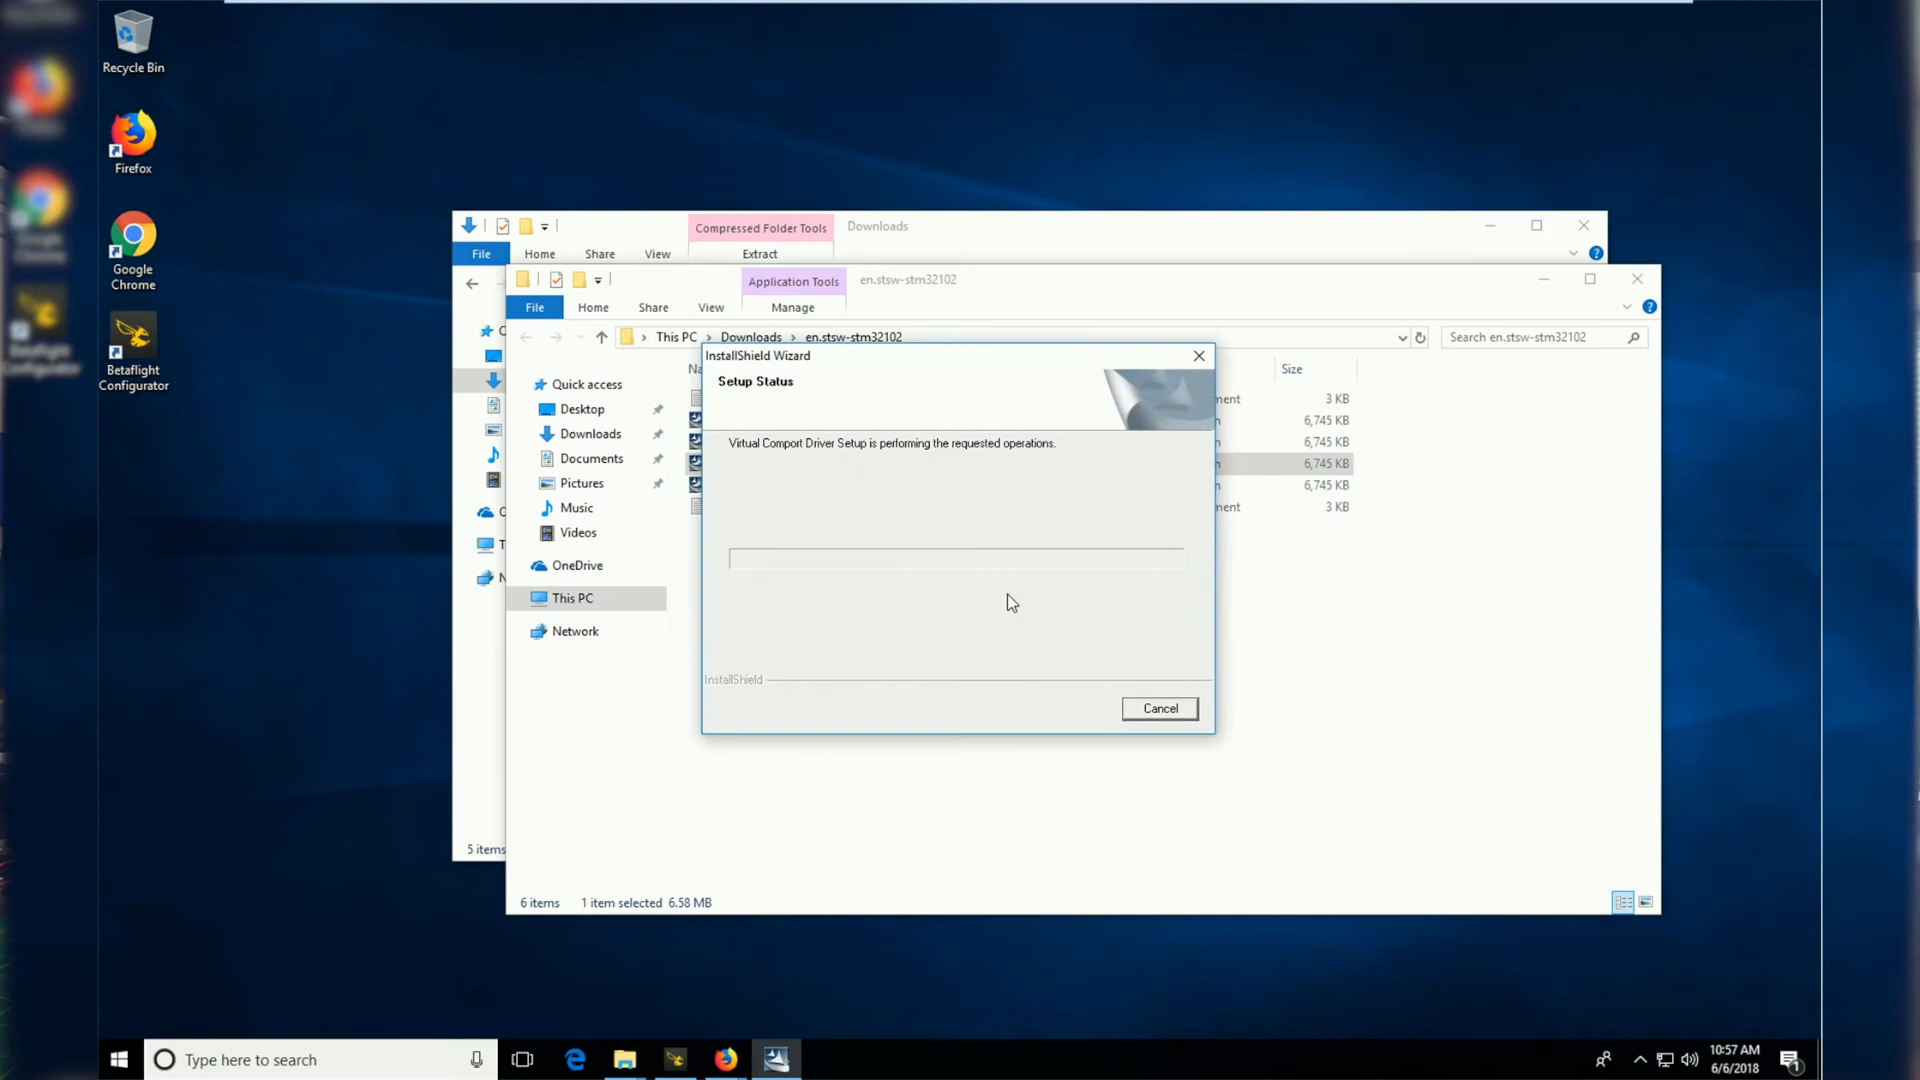 Recycle Bin
Firefox
Google
Chrome
Betaflight
Configurator
Compressed Folder Tools
Downloads
File
Home
Share
View
Extract
Application Tools
en.stsw-stm32102
File
Home
Share
View
Manage
This PC
Downloads
en.stsw-stm32102
Search en.stsw-stm32102
Size
Quick access
Desktop
Downloads
Documents
Pictures
Music
Videos
OneDrive
This PC
Network
3 KB
6,745 KB
6,745 KB
6,745 KB
6,745 KB
3 KB
InstallShield Wizard
Setup Status
Virtual Comport Driver Setup is performing the requested operations.
InstallShield
Cancel
5 items
6 items 1 item selected 6.58 MB
Type here to search
10:57 AM
6/6/2018
1